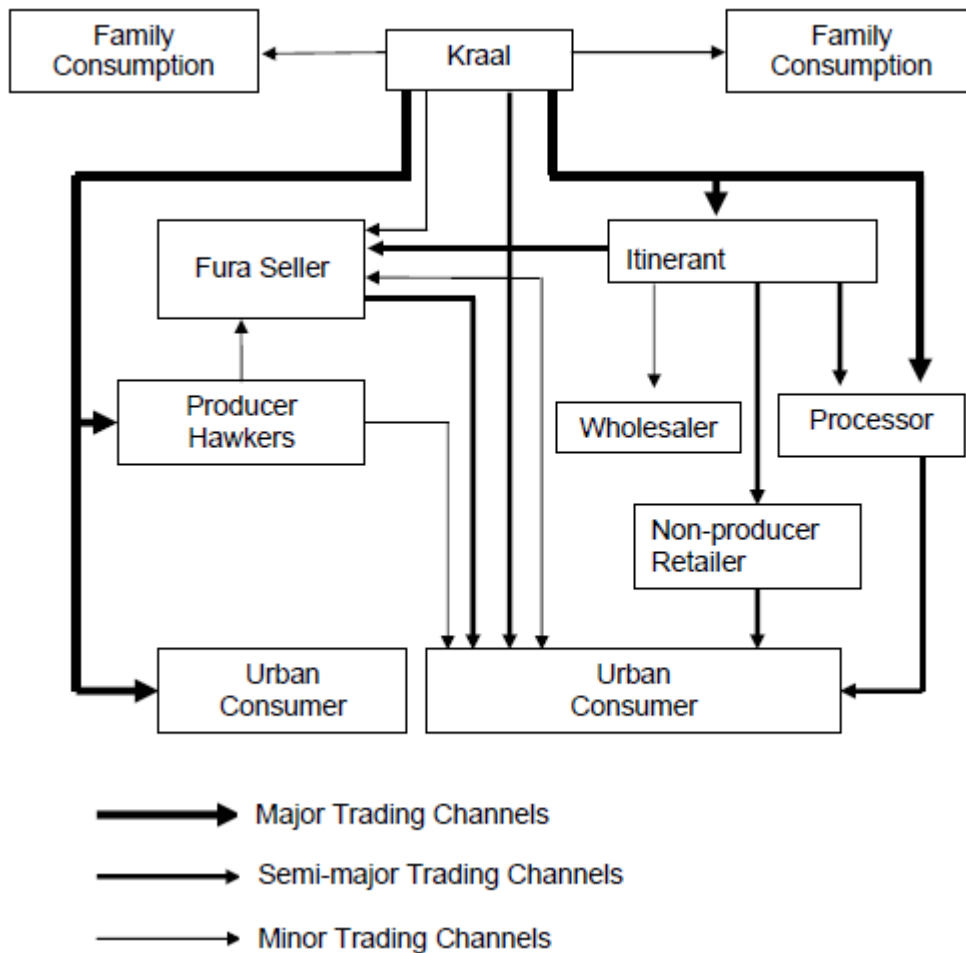 Family
Consumption
Kraal
Family
Consumption
Fura Seller
Itinerant
Producer
Hawkers
Wholesaler
Processor
Non-producer
Retailer
Urban
Consumer
Urban
Consumer
Major Trading Channels
Semi-major Trading Channels
Minor Trading Channels